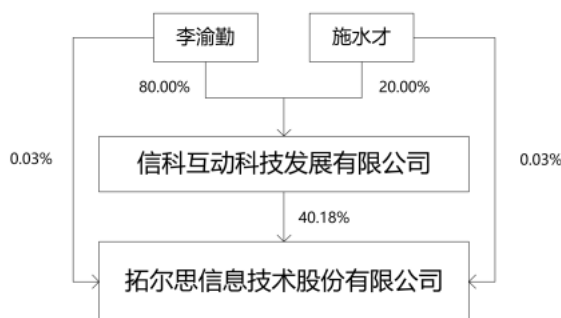 李渝勤
施水才
80.00%
20.00%
0.03%
信科互动科技发展有限公司
0.03%
40.18%
拓尔思信息技术股份有限公司